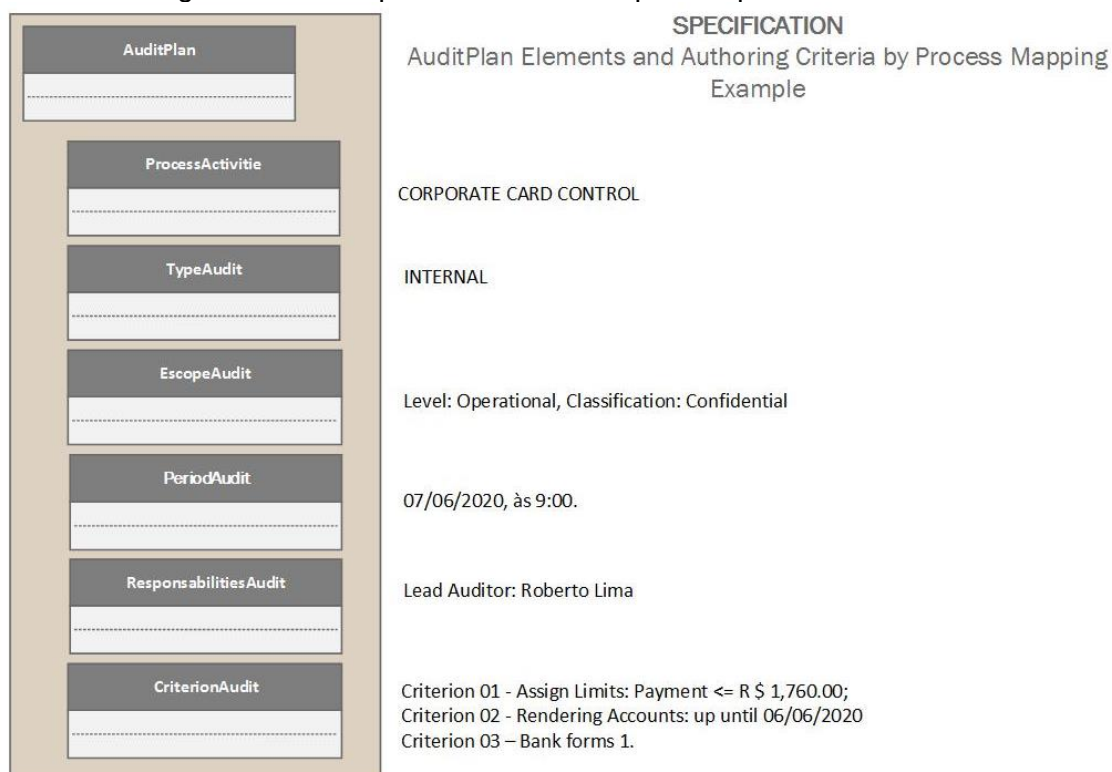 SPECIFICATION
AuditPlan Elements and Authoring Criteria by Process Mapping
Example
AuditPlan
ProcessActivitie
CORPORATE CARD CONTROL
TypeAudit
INTERNAL
EscopeAudit
Level: Operational, Classification: Confidential
PeriodAudit
07/06/2020, às 9:00.
ResponsabilitiesAudit
Lead Auditor: Roberto Lima
CriterionAudit
Criterion 01 - Assign Limits: Payment <= R $ 1,760.00;
Criterion 02 - Rendering Accounts: up until 06/06/2020
Criterion 03 – Bank forms 1.